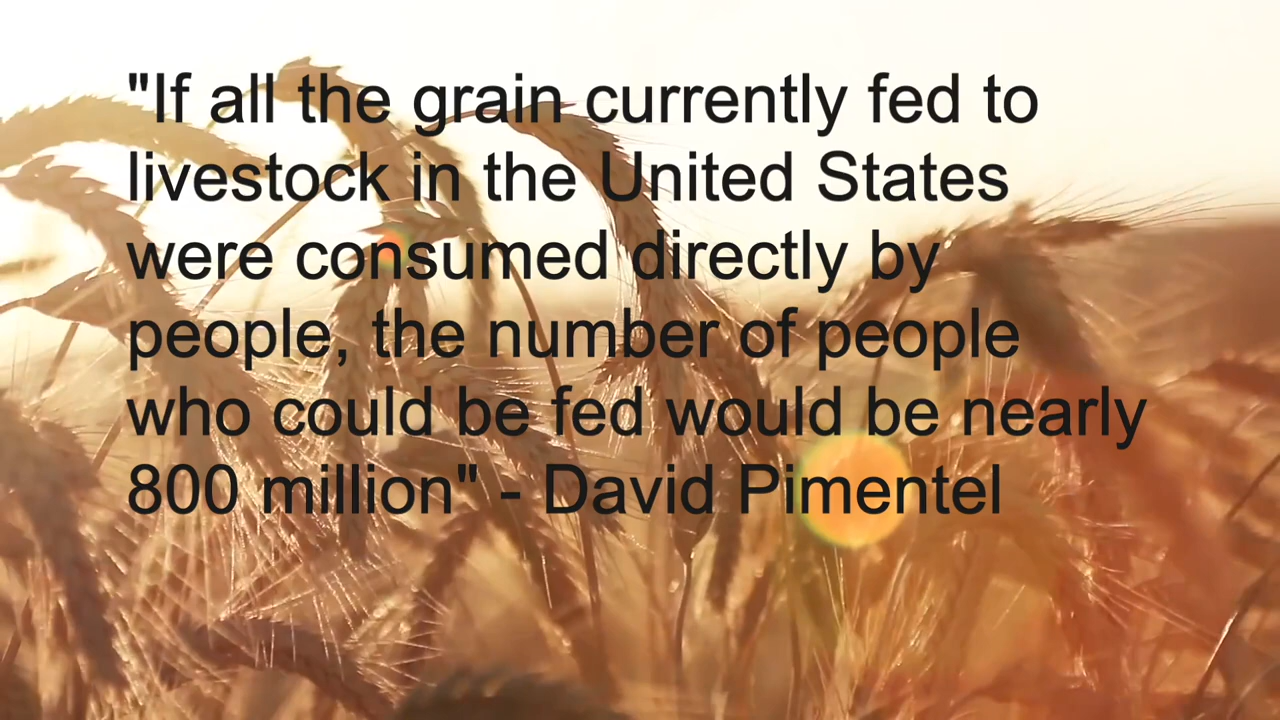 "If all the grain currently fed to
livestock in the United States
were consumed directly by
people, the number of people
who could be fed would be nearly
800 million" - David Pimentel